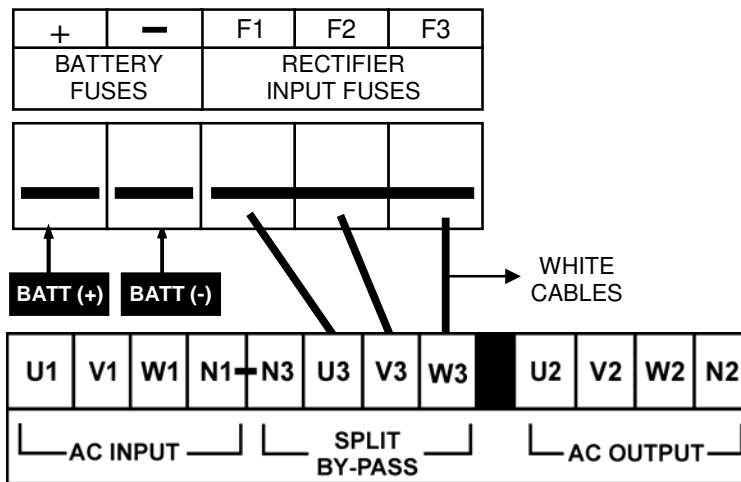 + — F1 F2 F3
BATTERY FUSES
RECTIFIER INPUT FUSES
BATT (+) BATT (-)
WHITE CABLES
U1 V1 W1 N1 N3 U3 V3 W3 U2 V2 W2 N2
AC INPUT
SPLIT BY-PASS
AC OUTPUT